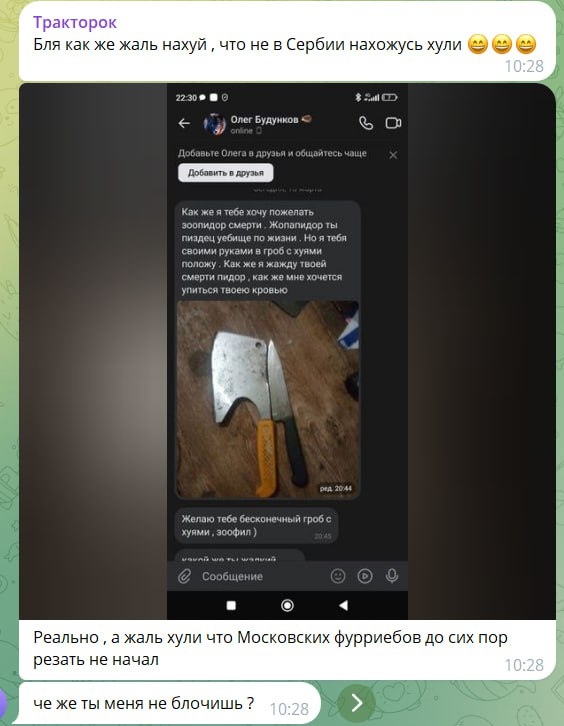 Тракторок
Бля как же жаль нахуй , что не в Сербии нахожусь хули 😄😄😄
10:28
22:30
←
Олег Будунков
online
Добавьте Олега в друзья и общайтесь чаще
Добавить в друзья
Как же я тебе хочу пожелать
зоопидор смерти . Жопапидор ты
пиздец уебище по жизни . Но я тебя
своими руками в гроб с хуями
положу . Как же я жажду твоей
смерти пидор , как же мне хочется
упиться твоею кровью
ред. 20:44
Желаю тебе бесконечный гроб с
хуями , зоофил )
20:45
какой же ты жалкий
Сообщение
Реально , а жаль хули что Московских фурриебов до сих пор
резать не начал
10:28
че же ты меня не блочишь ?
10:28